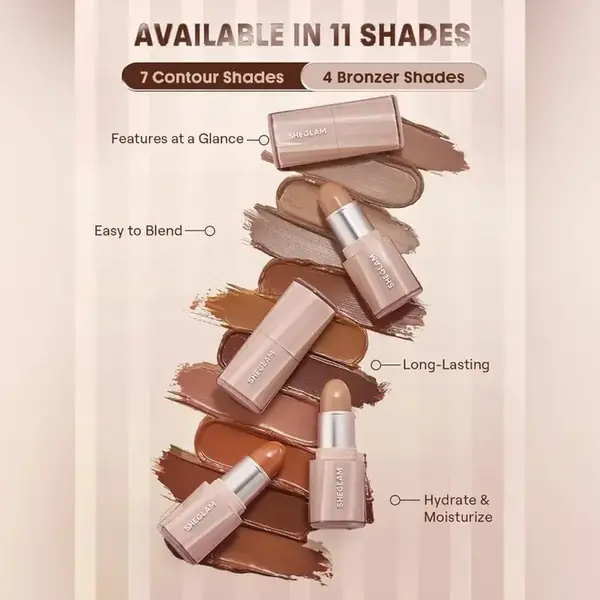 AVAILABLE IN 11 SHADES
7 Contour Shades
4 Bronzer Shades
Features at a Glance
SHEGLAM
Easy to Blend
SHEGLAM
SHEGLAM
Long-Lasting
SHEGLAM
SHEGLAM
Hydrate &
Moisturize